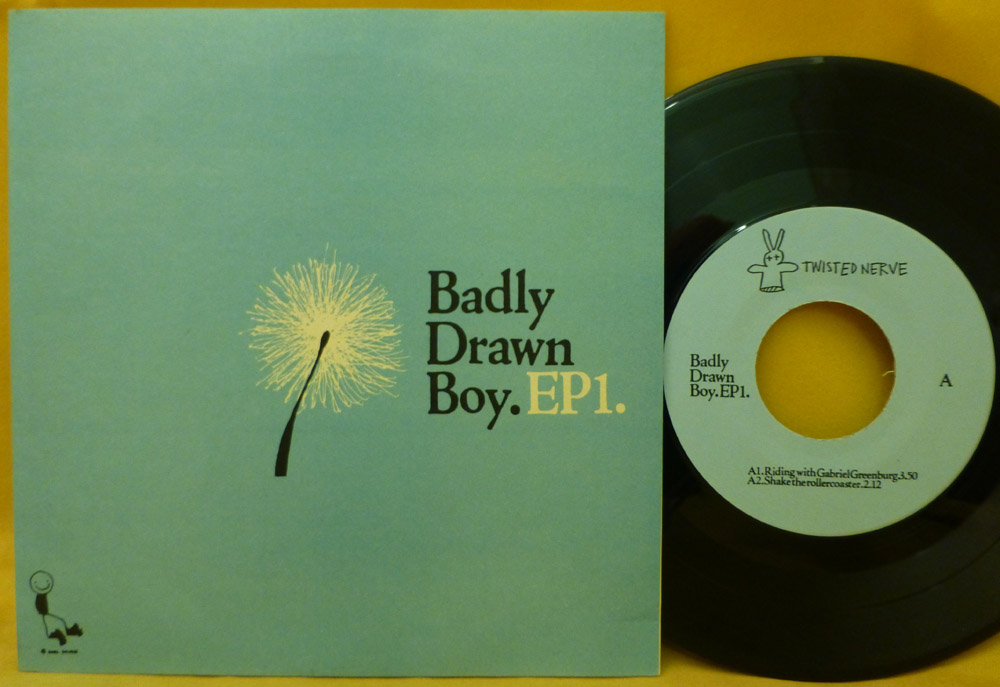 Badly
Drawn
Boy. EP1.
TWISTED NERVE
Badly
Drawn
Boy. EP1.
A
A1. Riding with Gabriel Greenburg. 3.50
A2. Shake the rollercoaster. 2.12